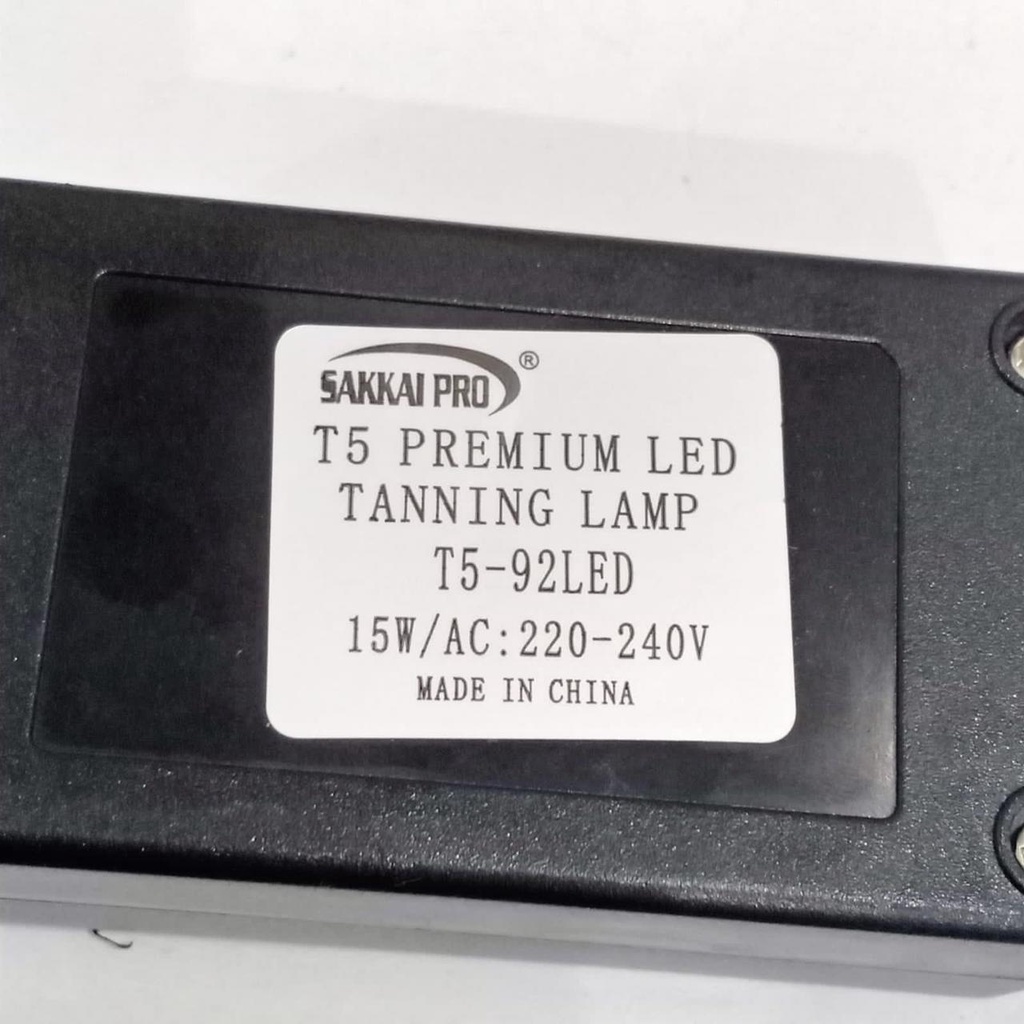 SAKKAI PRO ®
T5 PREMIUM LED
TANNING LAMP
T5-92LED
15W/AC:220-240V
MADE IN CHINA